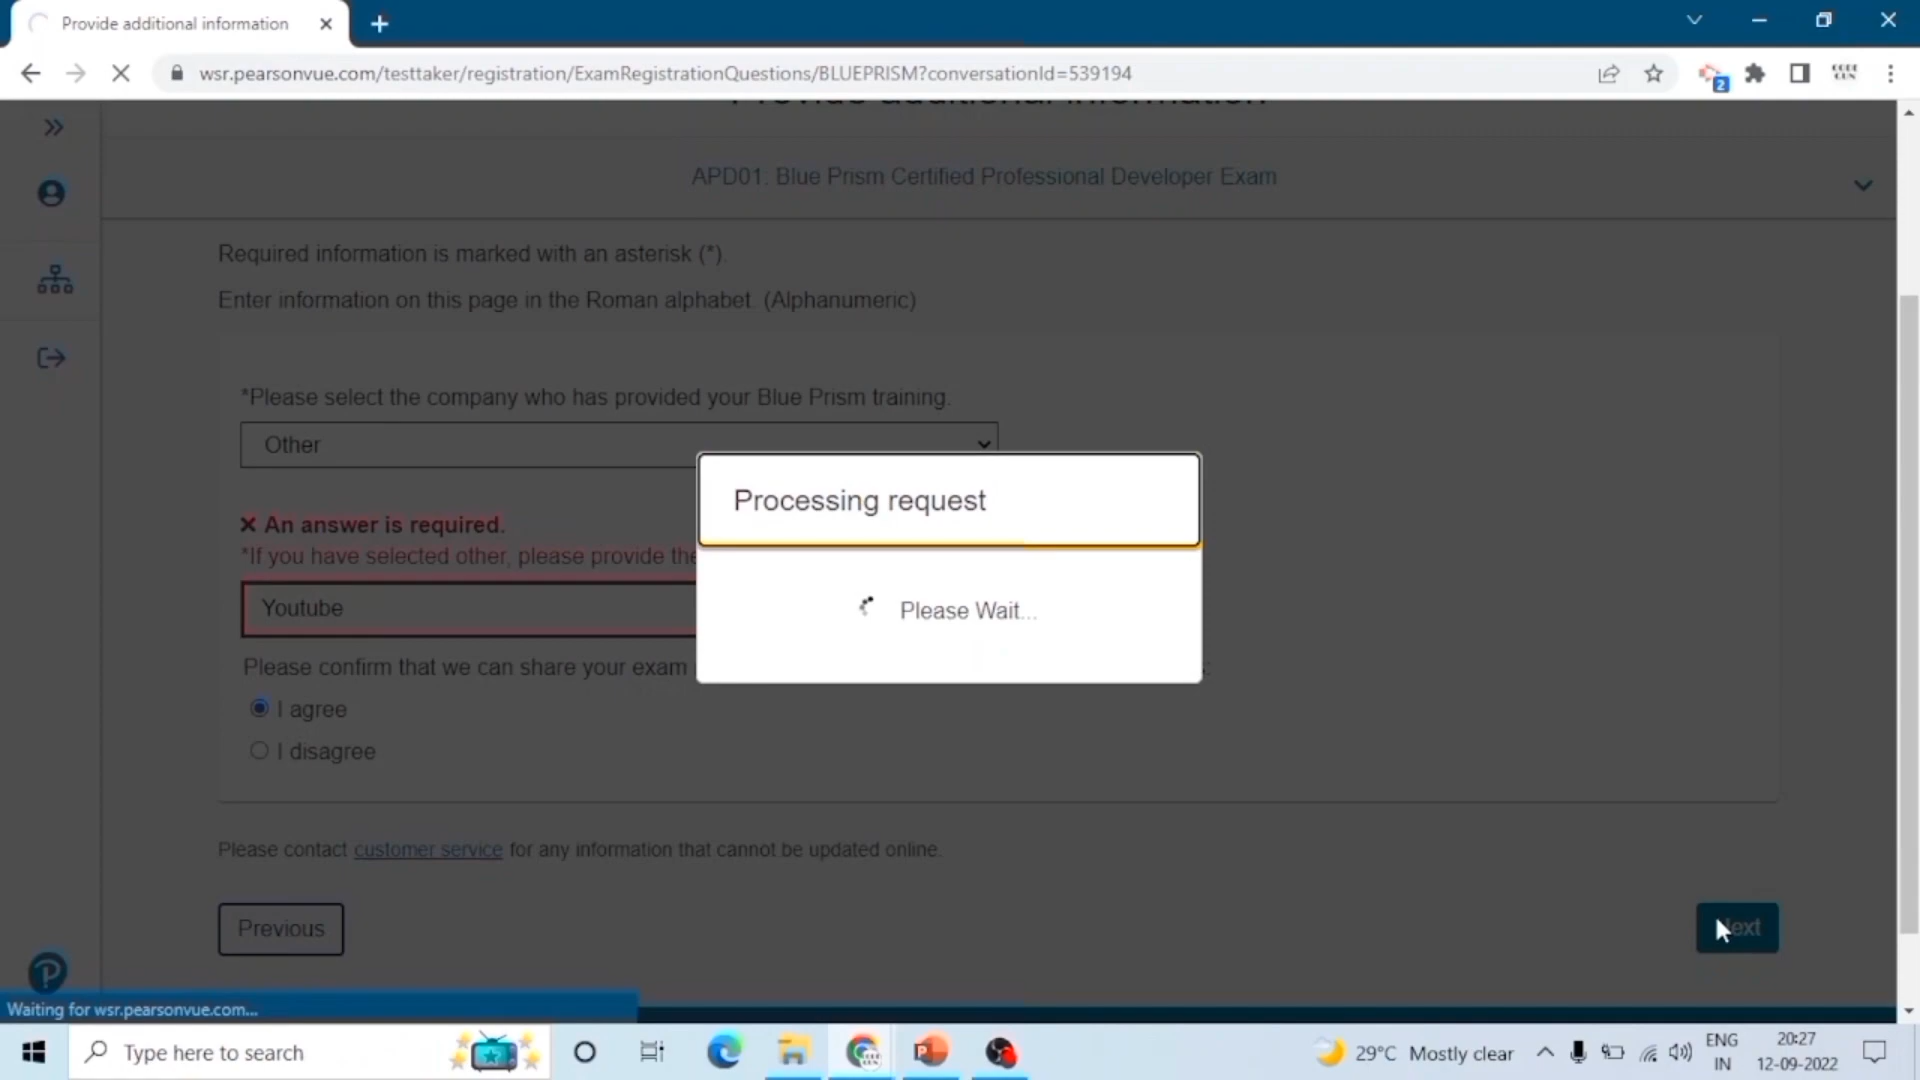 Provide additional information
wsr.pearsonvue.com/testtaker/registration/ExamRegistrationQuestions/BLUEPRISM?conversationId=539194
2
CODE
Provide additional information
APD01: Blue Prism Certified Professional Developer Exam
Required information is marked with an asterisk (*).
Enter information on this page in the Roman alphabet. (Alphanumeric)
*Please select the company who has provided your Blue Prism training.
Other
Processing request
An answer is required.
*If you have selected other, please provide the
Youtube
Please Wait...
Please confirm that we can share your exam
I agree
I disagree
Please contact customer service for any information that cannot be updated online.
Previous
Next
Waiting for wsr.pearsonvue.com...
Type here to search
29°C Mostly clear
ENG
IN
20:27
12-09-2022